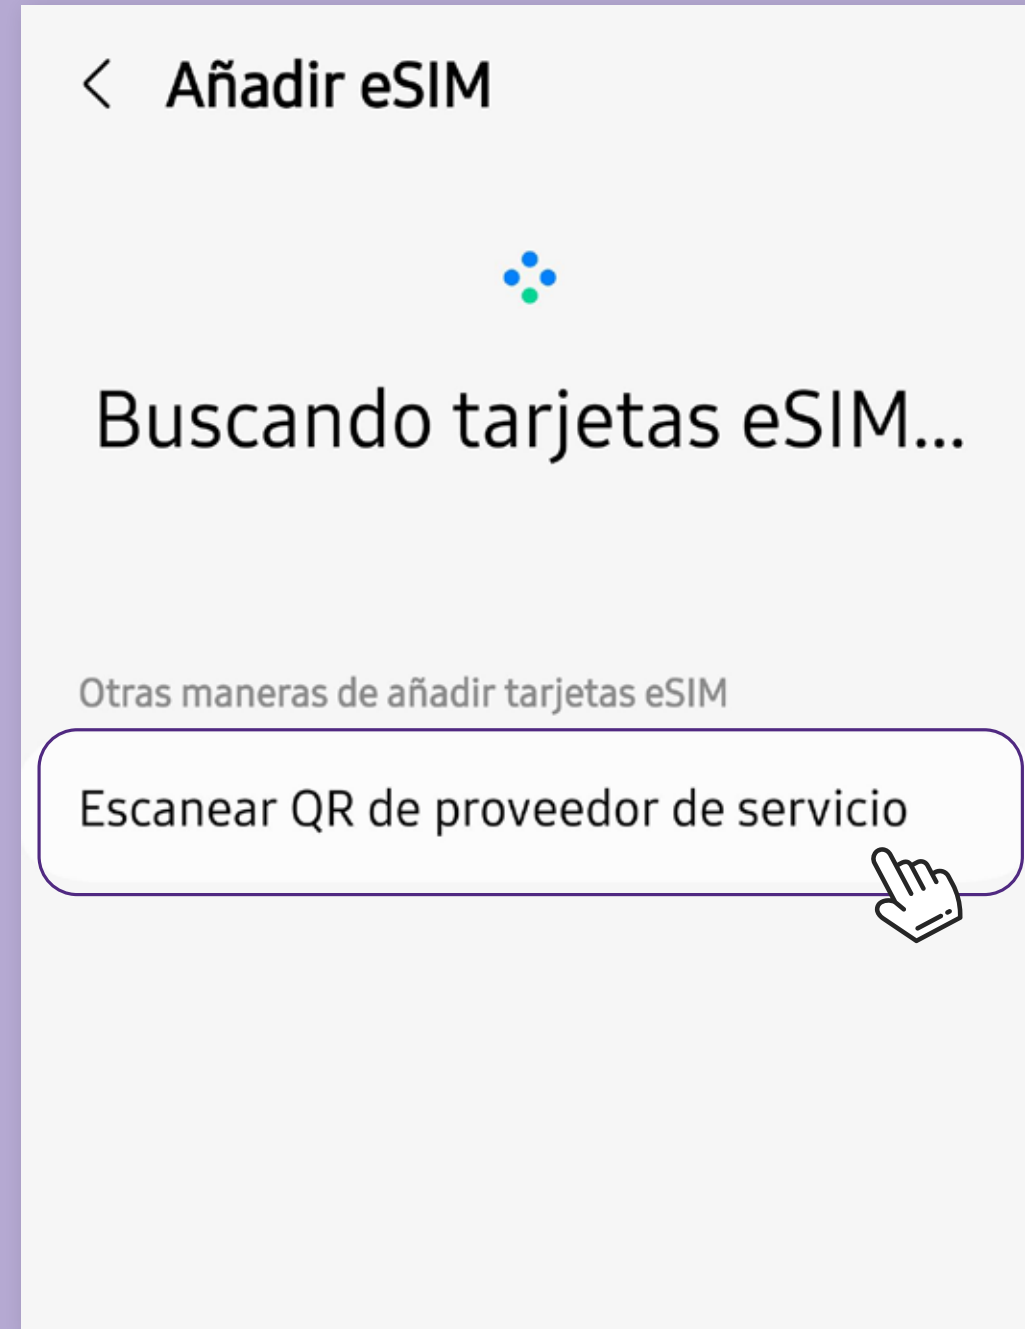 Añadir eSIM
Buscando tarjetas eSIM...
Otras maneras de añadir tarjetas eSIM
Escanear QR de proveedor de servicio